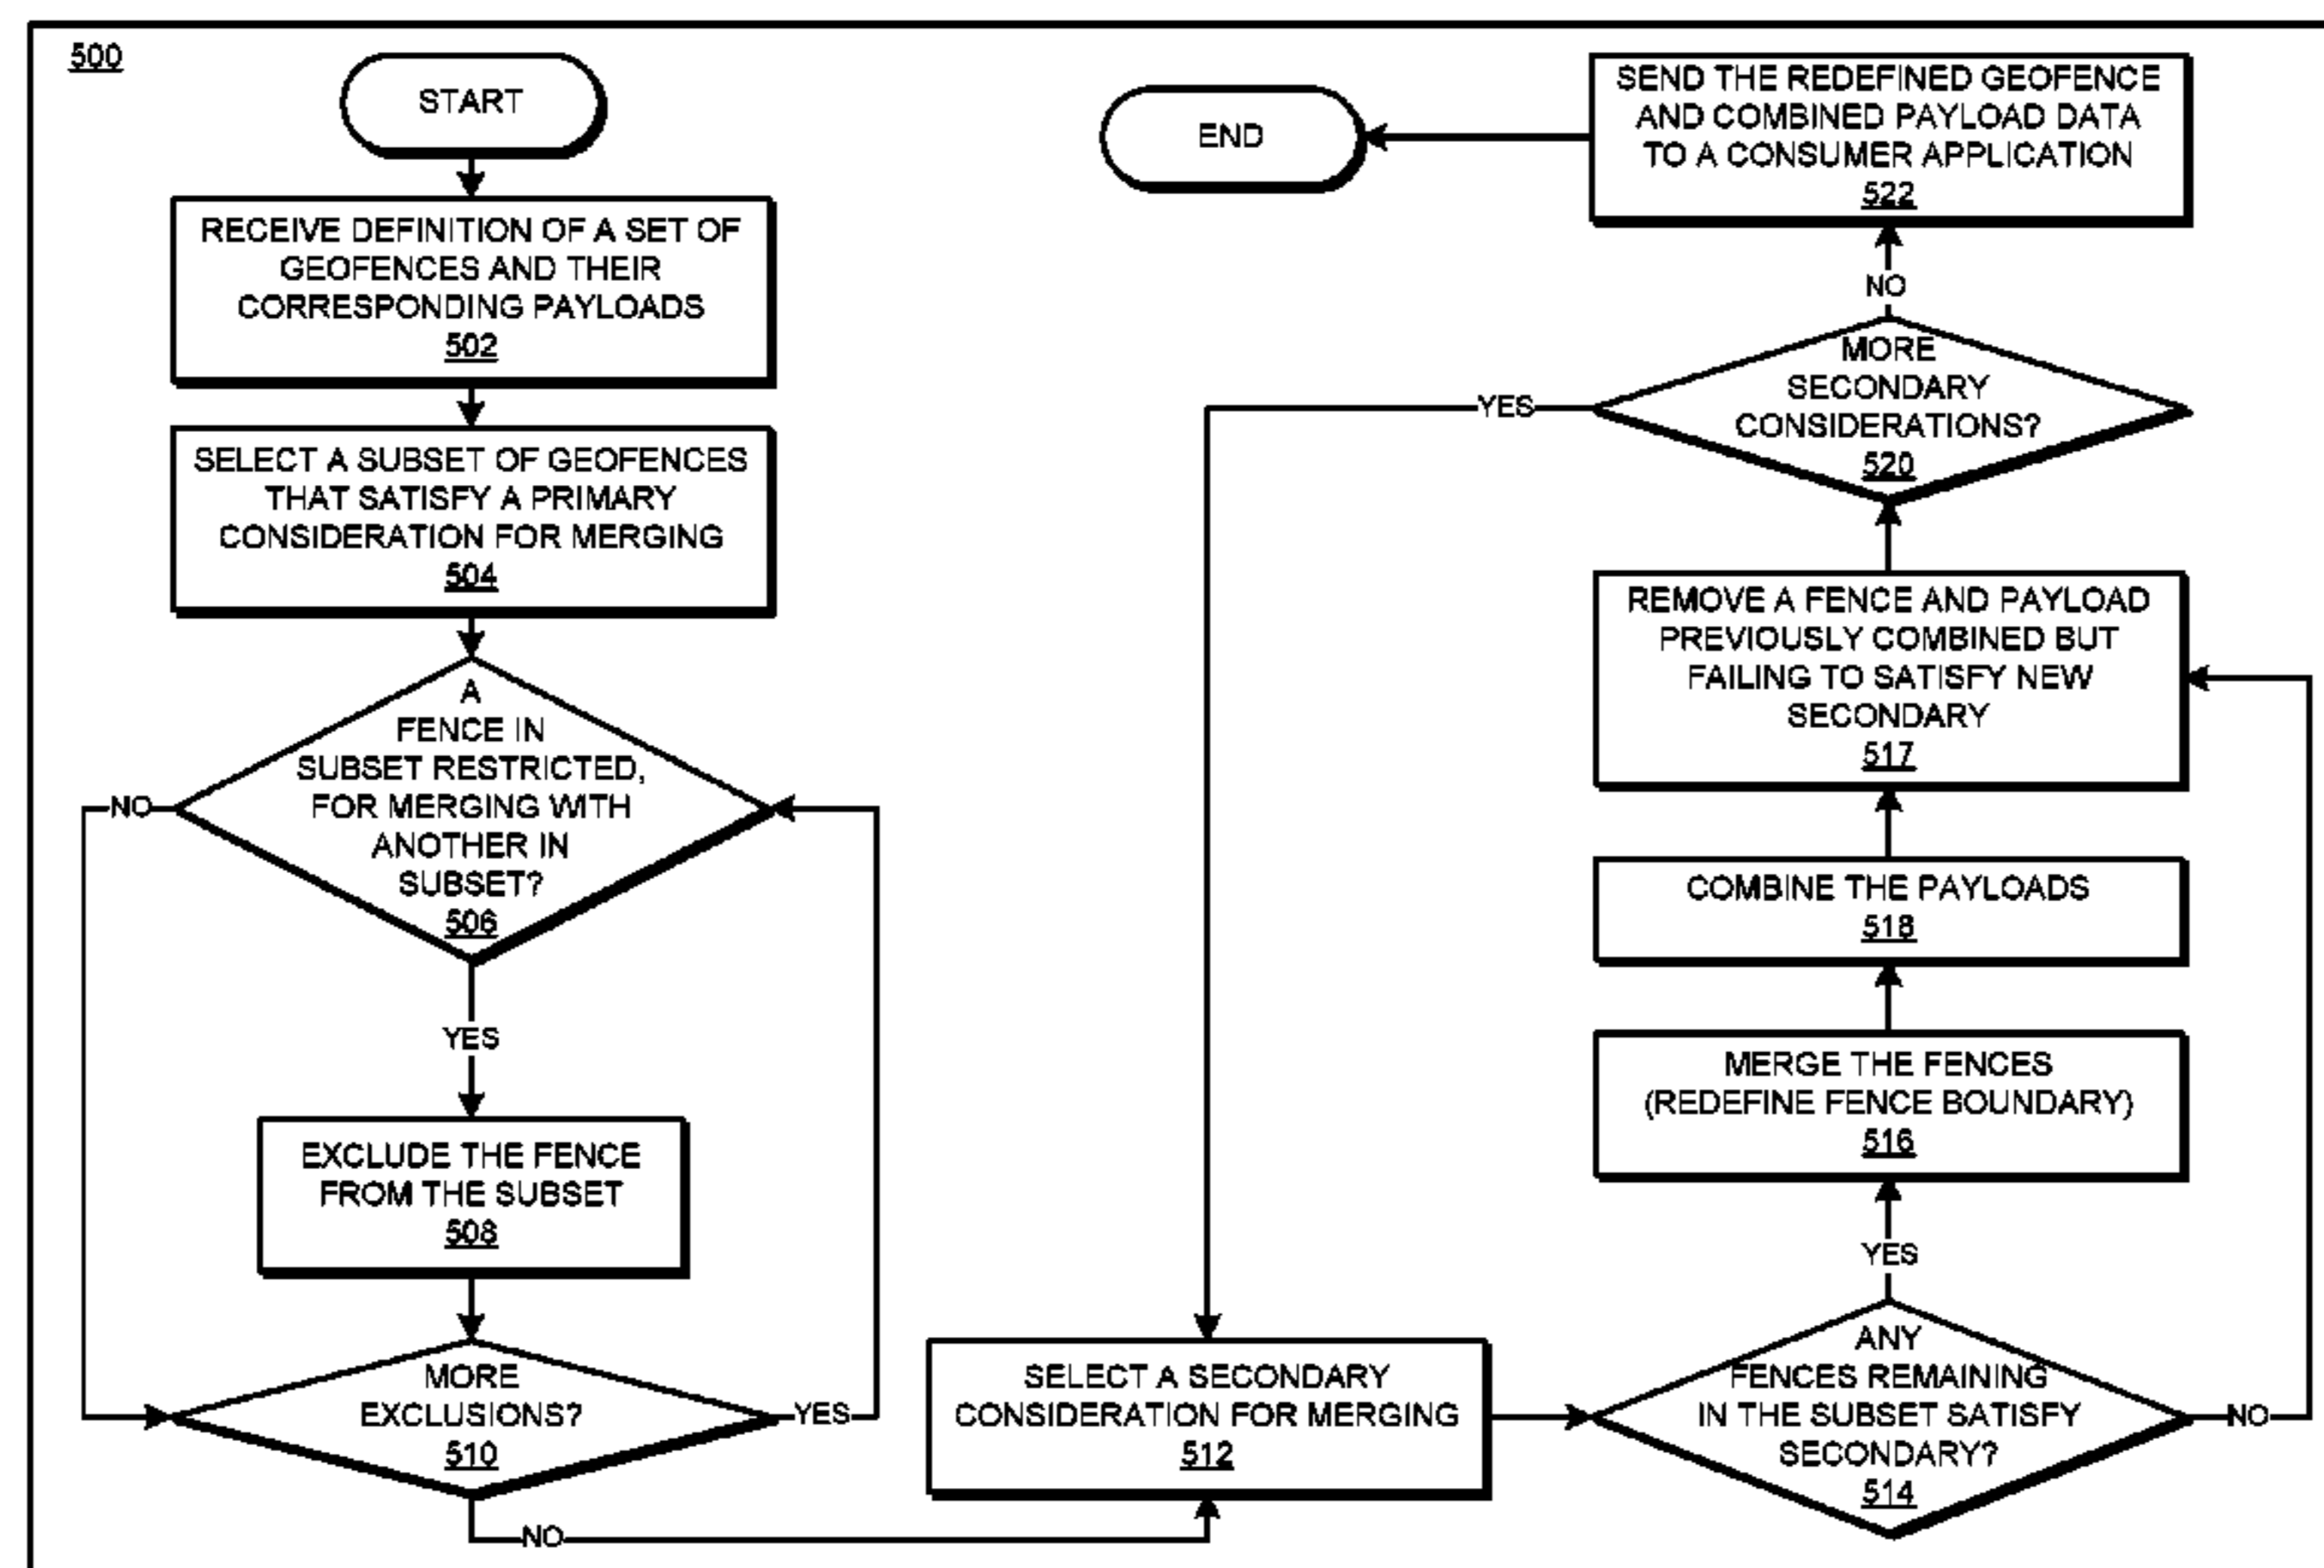 500
START
RECEIVE DEFINITION OF A SET OF
GEOFENCES AND THEIR
CORRESPONDING PAYLOADS
502
SELECT A SUBSET OF GEOFENCES
THAT SATISFY A PRIMARY
CONSIDERATION FOR MERGING
504
A
FENCE IN
SUBSET RESTRICTED,
FOR MERGING WITH
ANOTHER IN
SUBSET?
506
NO
YES
EXCLUDE THE FENCE
FROM THE SUBSET
508
MORE
EXCLUSIONS?
510
YES
NO
SELECT A SECONDARY
CONSIDERATION FOR MERGING
512
ANY
FENCES REMAINING
IN THE SUBSET SATISFY
SECONDARY?
514
NO
YES
MERGE THE FENCES
(REDEFINE FENCE BOUNDARY)
516
COMBINE THE PAYLOADS
518
REMOVE A FENCE AND PAYLOAD
PREVIOUSLY COMBINED BUT
FAILING TO SATISFY NEW
SECONDARY
517
MORE
SECONDARY
CONSIDERATIONS?
520
YES
NO
SEND THE REDEFINED GEOFENCE
AND COMBINED PAYLOAD DATA
TO A CONSUMER APPLICATION
522
END